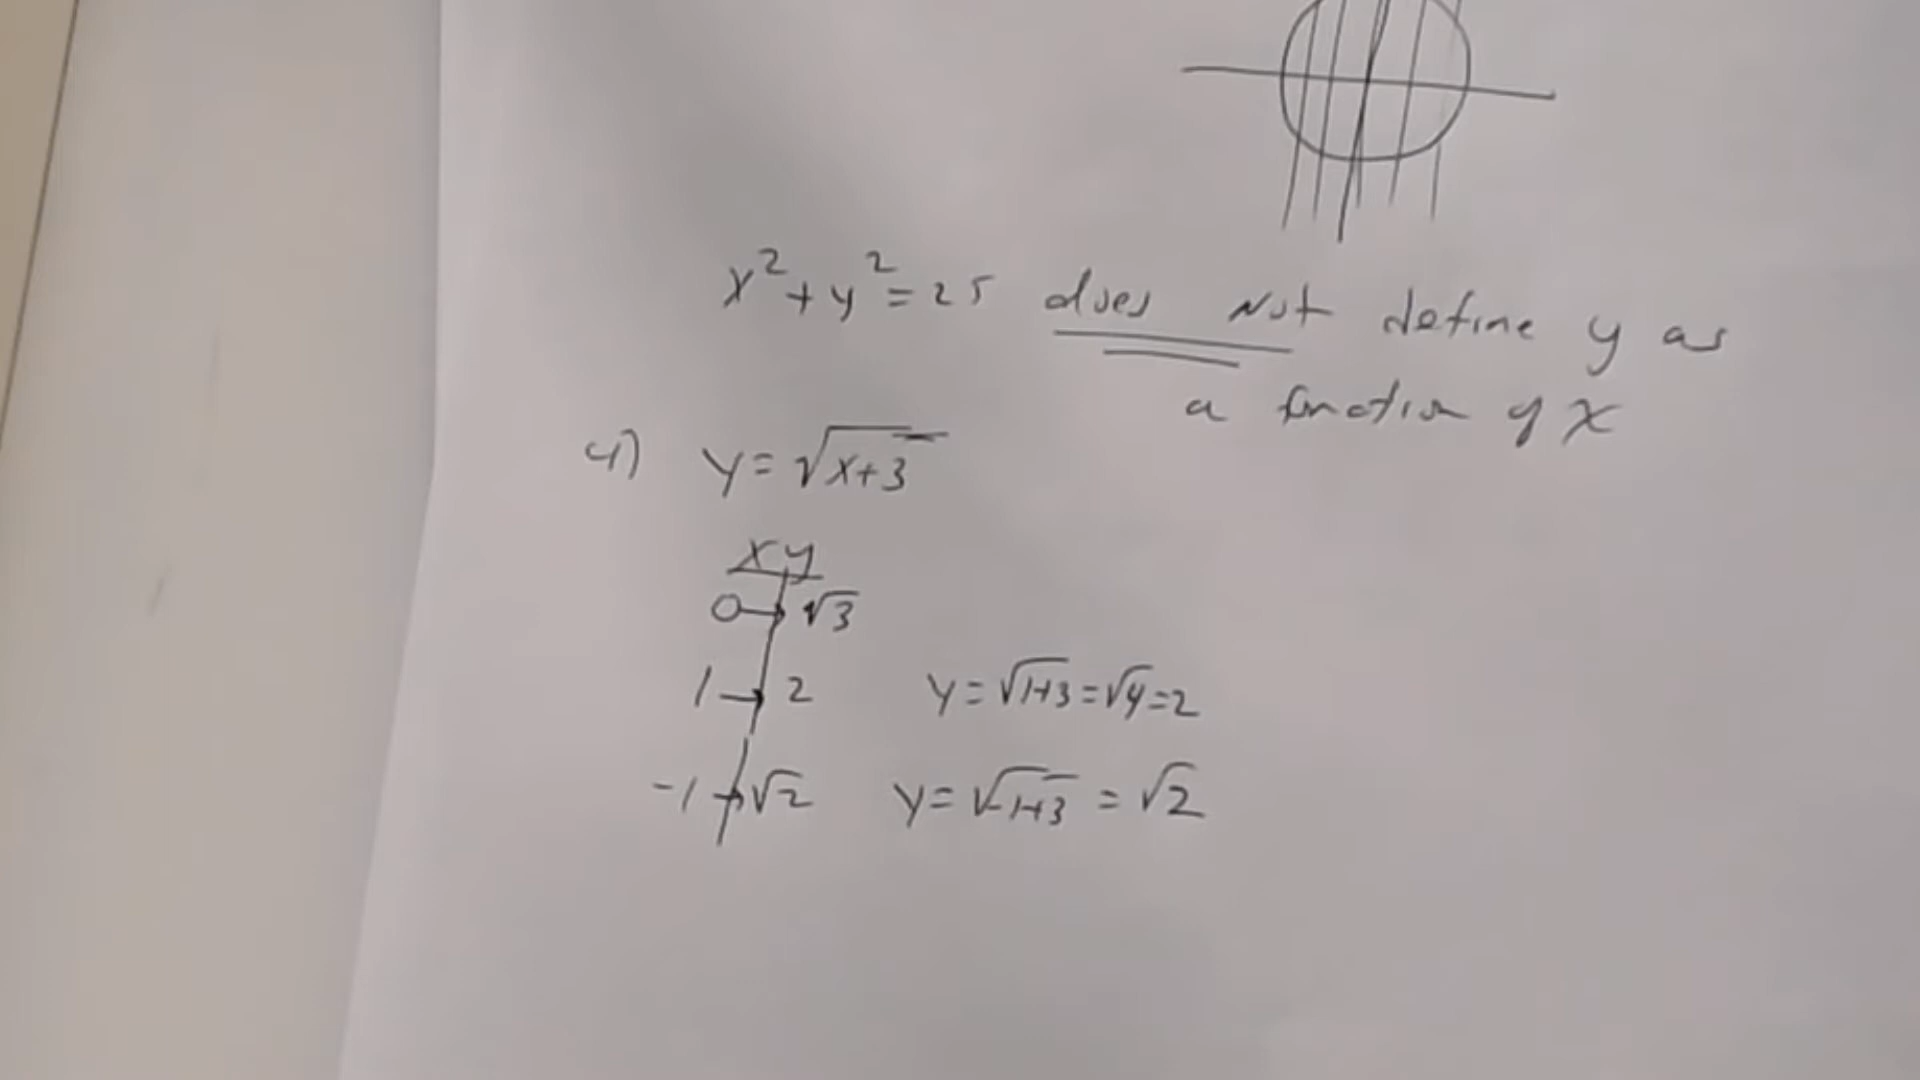 x²+y²=25 does Not define y as
a function of x
4) y=√x+3
x y
0→ √3
1→ 2 y=√1+3=√4=2
-1→√2 y=√-1+3 = √2